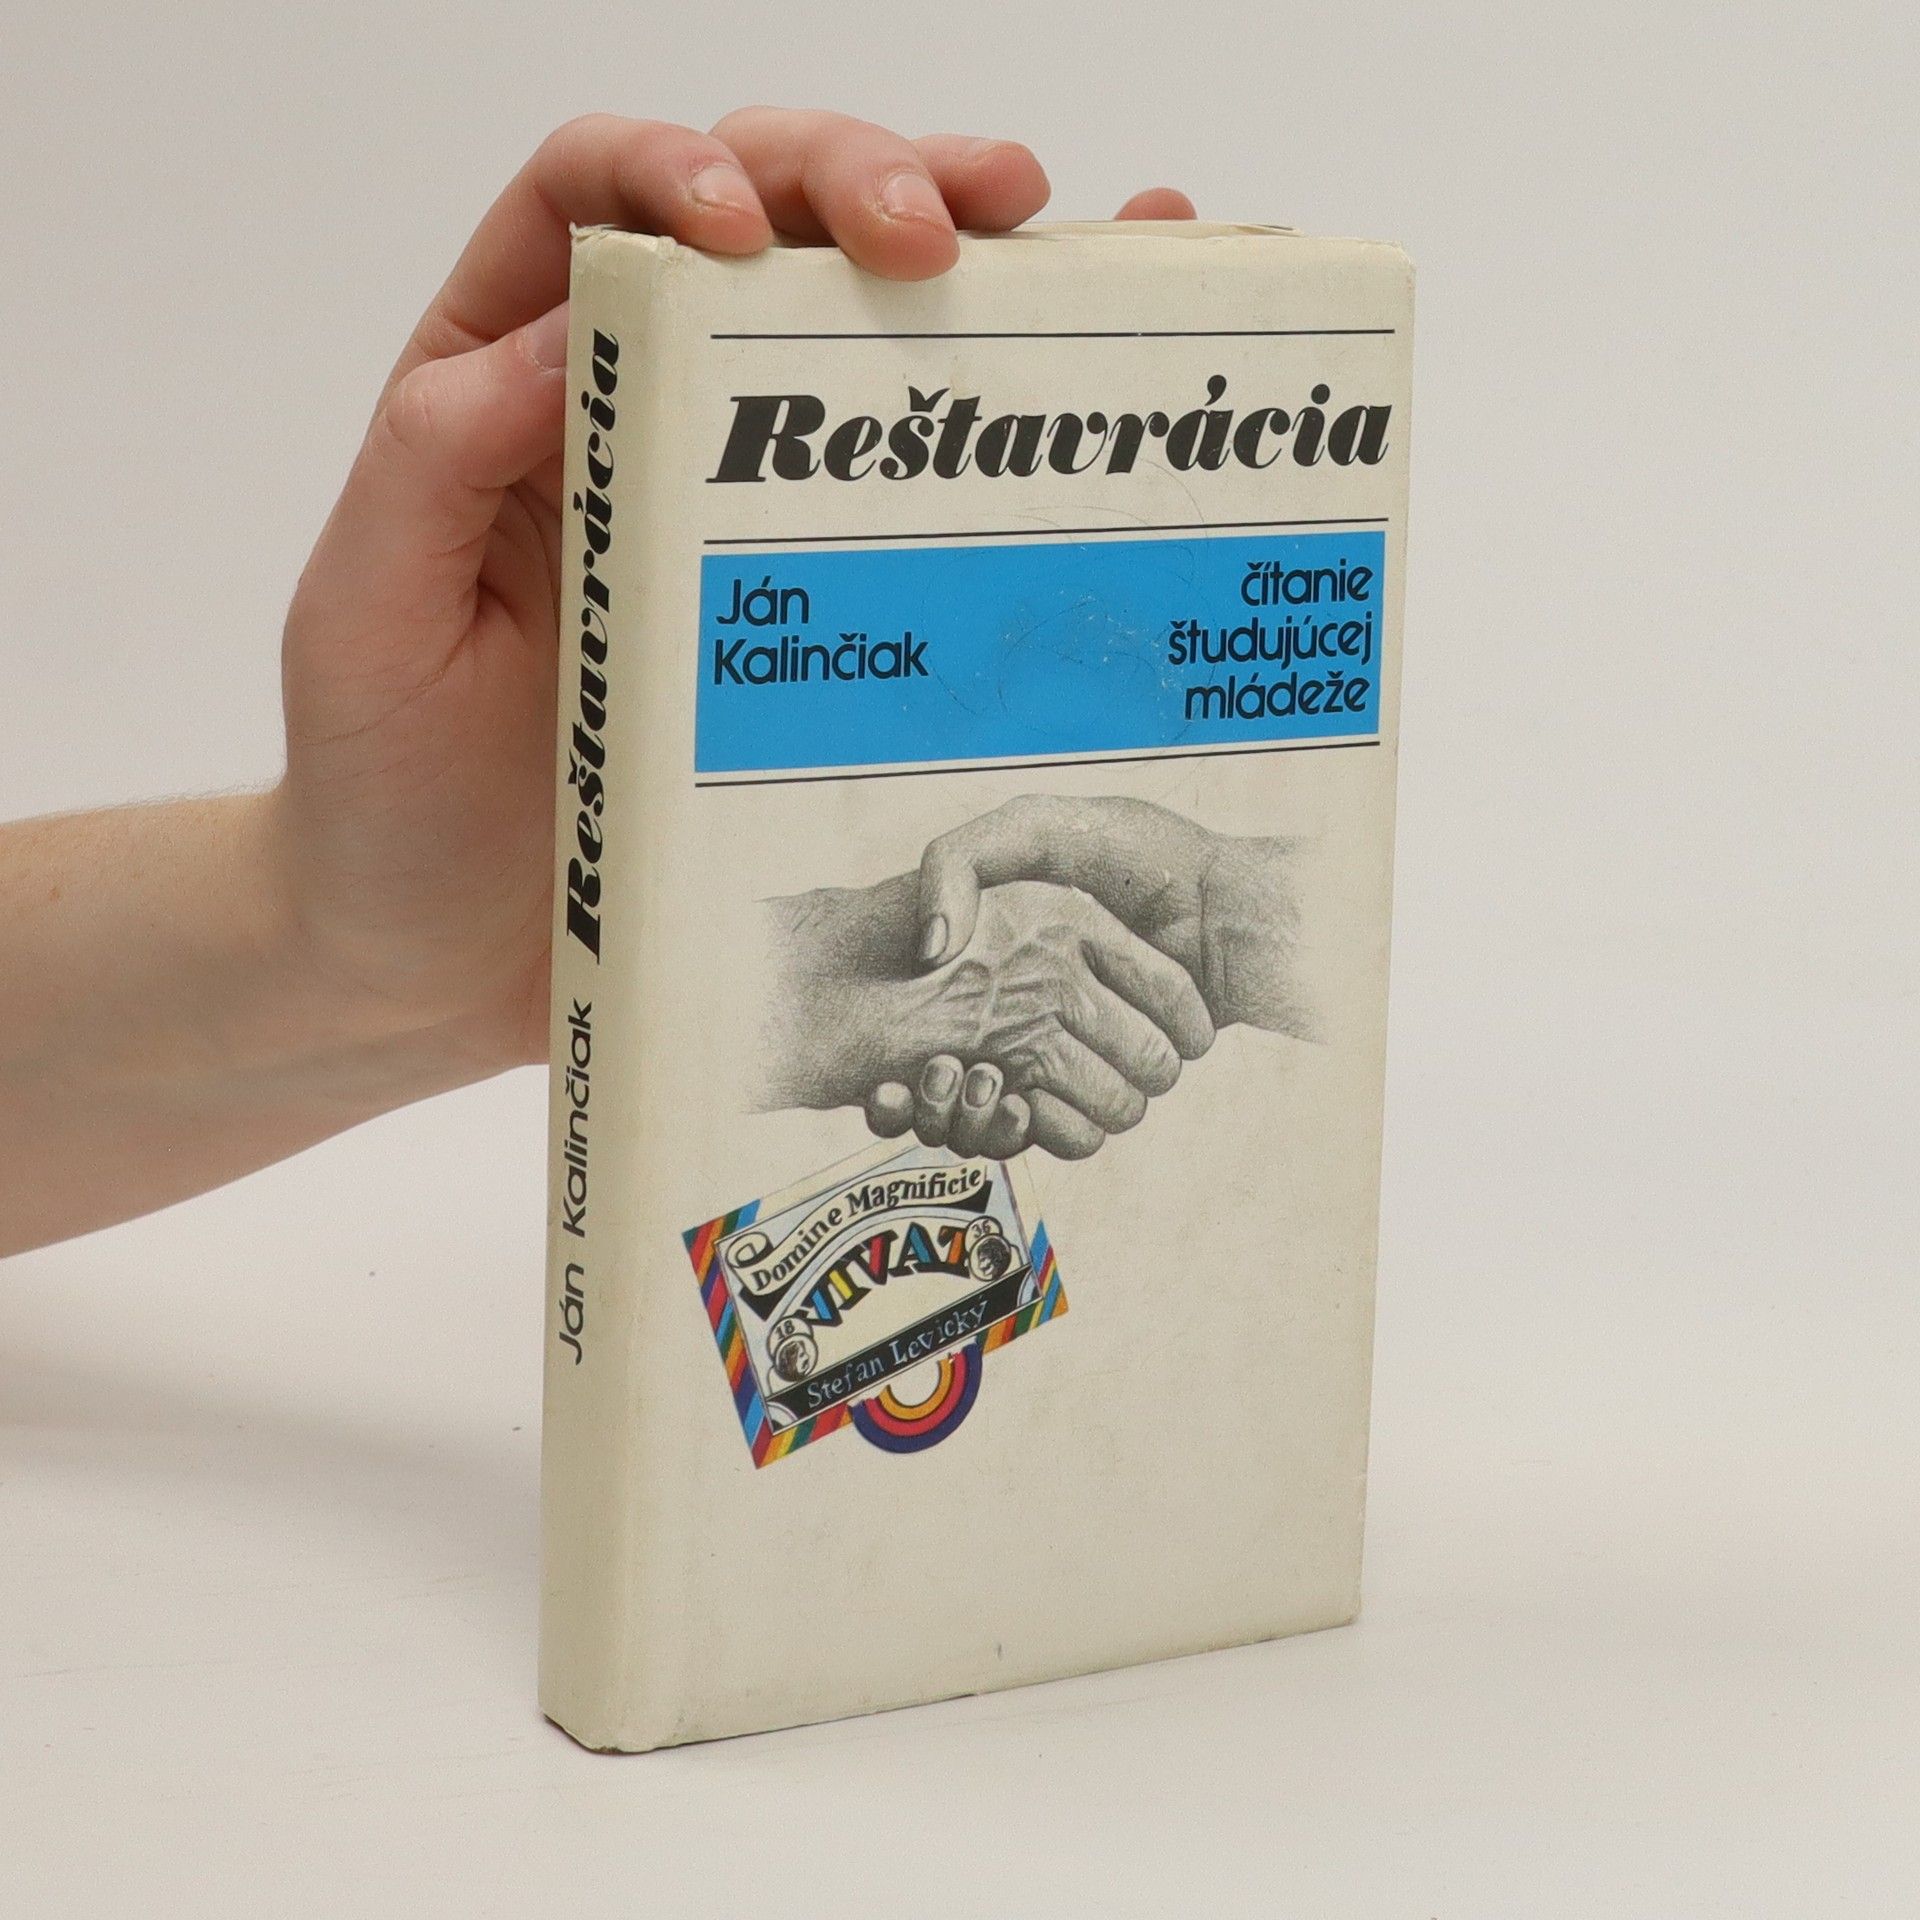 Reštavrácia
Ján
Kalinčiak
čítanie
študujúcej
mládeže
Domine Magnificie
VIVAT
18
36
Stefan Levický
Ján Kalinčiak Reštavrácia